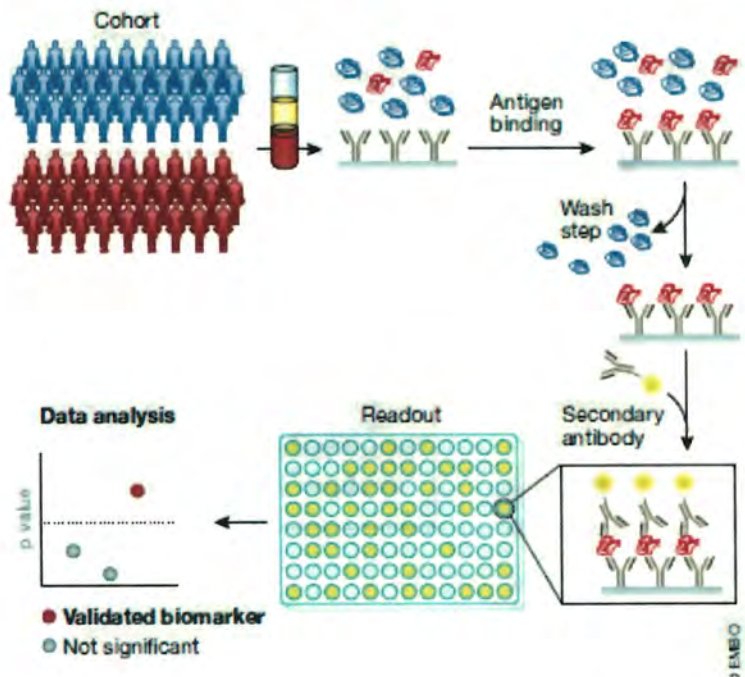 Cohort
Antigen
binding
Wash
step
Secondary
antibody
Readout
Data analysis
p value
Validated biomarker
Not significant
EMBO